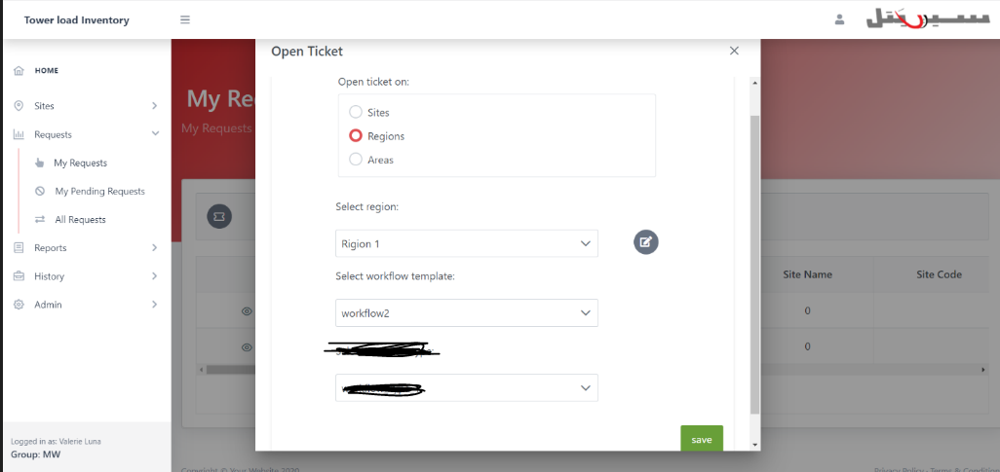 Tower load Inventory
سيريتل
HOME
Sites
Requests
My Requests
My Pending Requests
All Requests
Reports
History
Admin
Logged in as: Valerie Luna
Group: MW
My Re
My Requests
Open Ticket
Open ticket on:
Sites
Regions
Areas
Select region:
Rigion 1
Select workflow template:
workflow2
save
Site Name
Site Code
0
0
Copyright © Your Website 2020
Privacy Policy · Terms & Condition